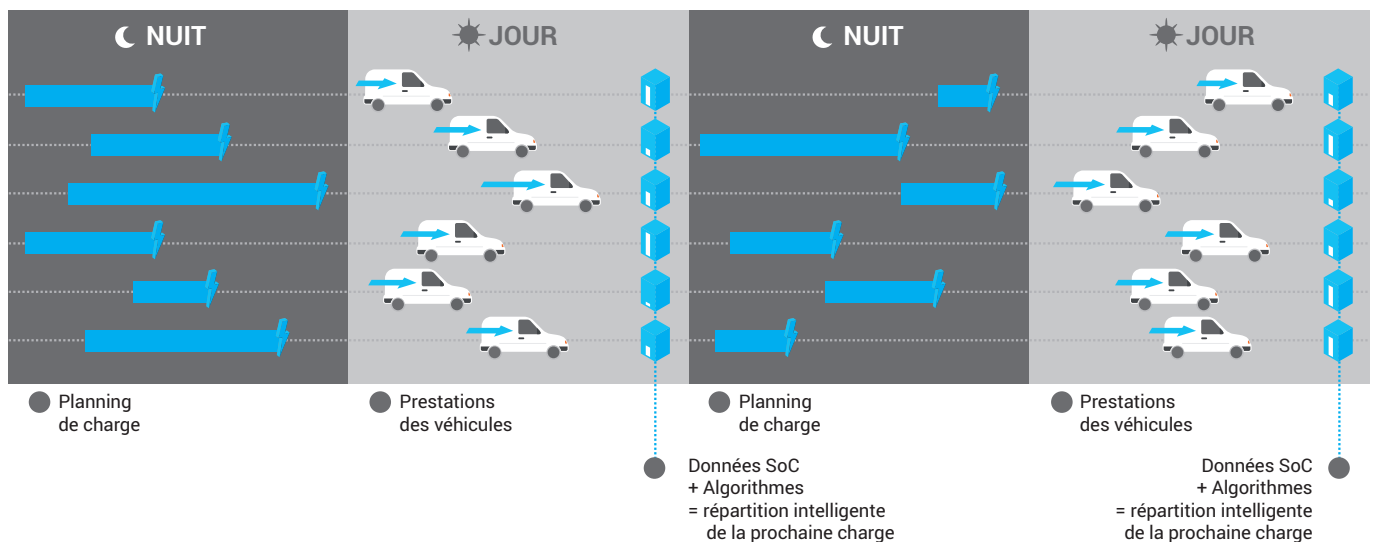 NUIT
JOUR
NUIT
JOUR
Planning
de charge
Prestations
des véhicules
Planning
de charge
Prestations
des véhicules
Données SoC
+ Algorithmes
= répartition intelligente
de la prochaine charge
Données SoC
+ Algorithmes
= répartition intelligente
de la prochaine charge